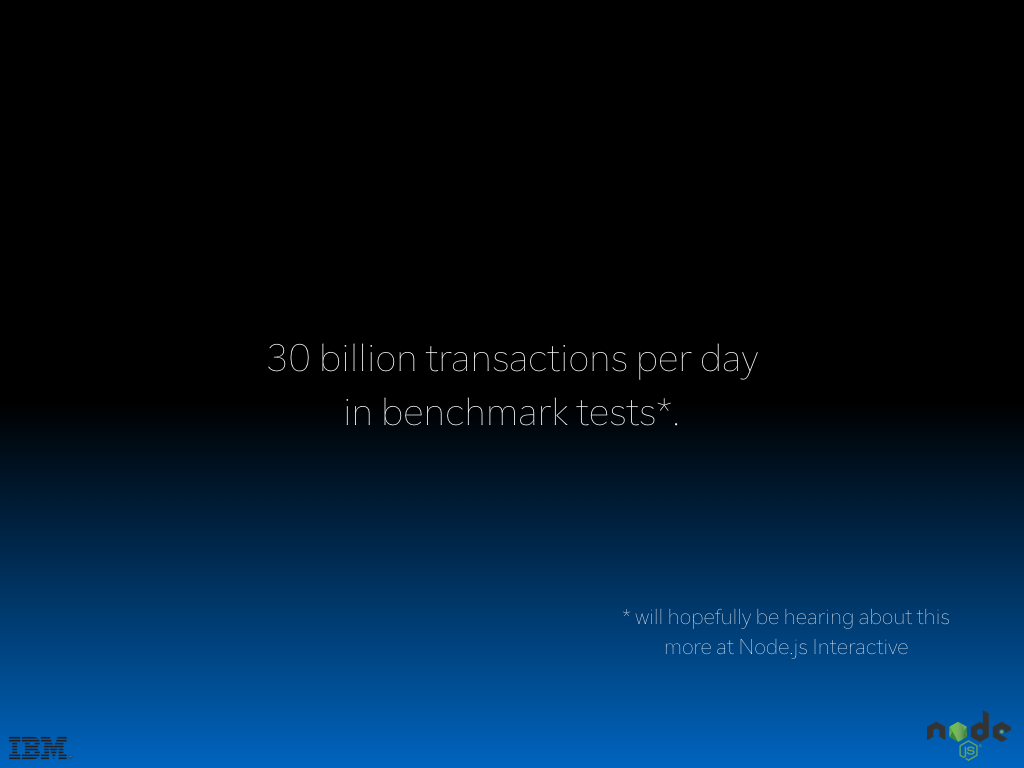 30 billion transactions per day
in benchmark tests*.
* will hopefully be hearing about this
more at Node.js Interactive
IBM
node
JS